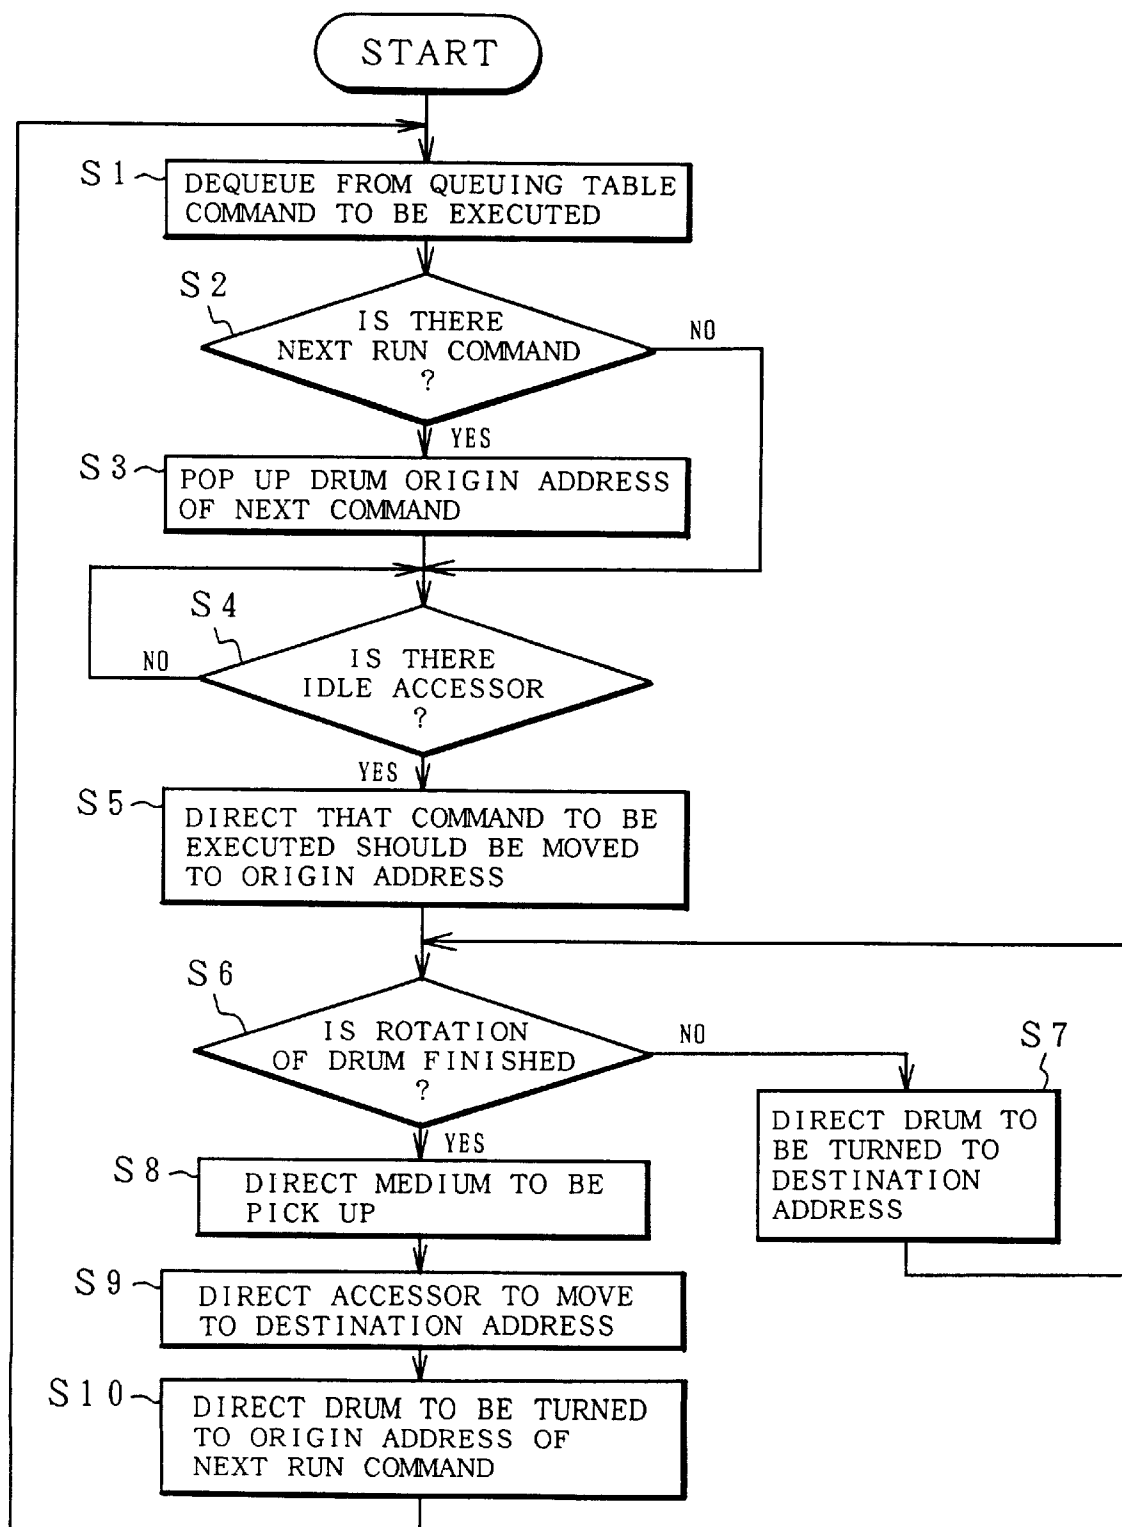 START
S1
DEQUEUE FROM QUEUING TABLE
COMMAND TO BE EXECUTED
S2
IS THERE
NEXT RUN COMMAND
?
NO
YES
S3
POP UP DRUM ORIGIN ADDRESS
OF NEXT COMMAND
S4
IS THERE
IDLE ACCESSOR
?
NO
YES
S5
DIRECT THAT COMMAND TO BE
EXECUTED SHOULD BE MOVED
TO ORIGIN ADDRESS
S6
IS ROTATION
OF DRUM FINISHED
?
NO
S7
DIRECT DRUM TO
BE TURNED TO
DESTINATION
ADDRESS
YES
S8
DIRECT MEDIUM TO BE
PICK UP
S9
DIRECT ACCESSOR TO MOVE
TO DESTINATION ADDRESS
S10
DIRECT DRUM TO BE TURNED
TO ORIGIN ADDRESS OF
NEXT RUN COMMAND